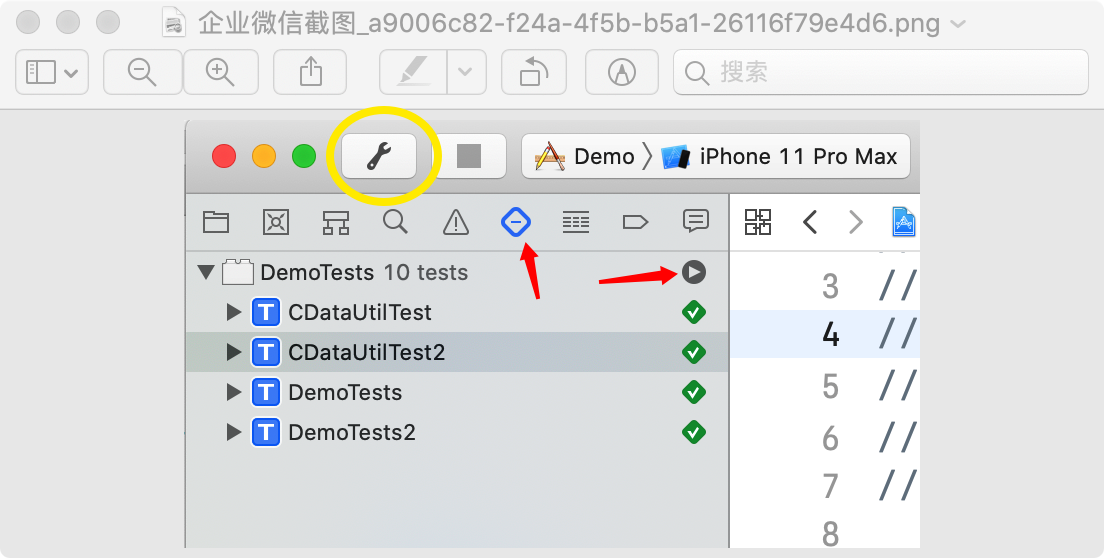 企业微信截图_a9006c82-f24a-4f5b-b5a1-26116f79e4d6.png
搜索
Demo
iPhone 11 Pro Max
DemoTests 10 tests
CDataUtilTest
CDataUtilTest2
DemoTests
DemoTests2
3 //
4 //
5 //
6 //
7 //
8